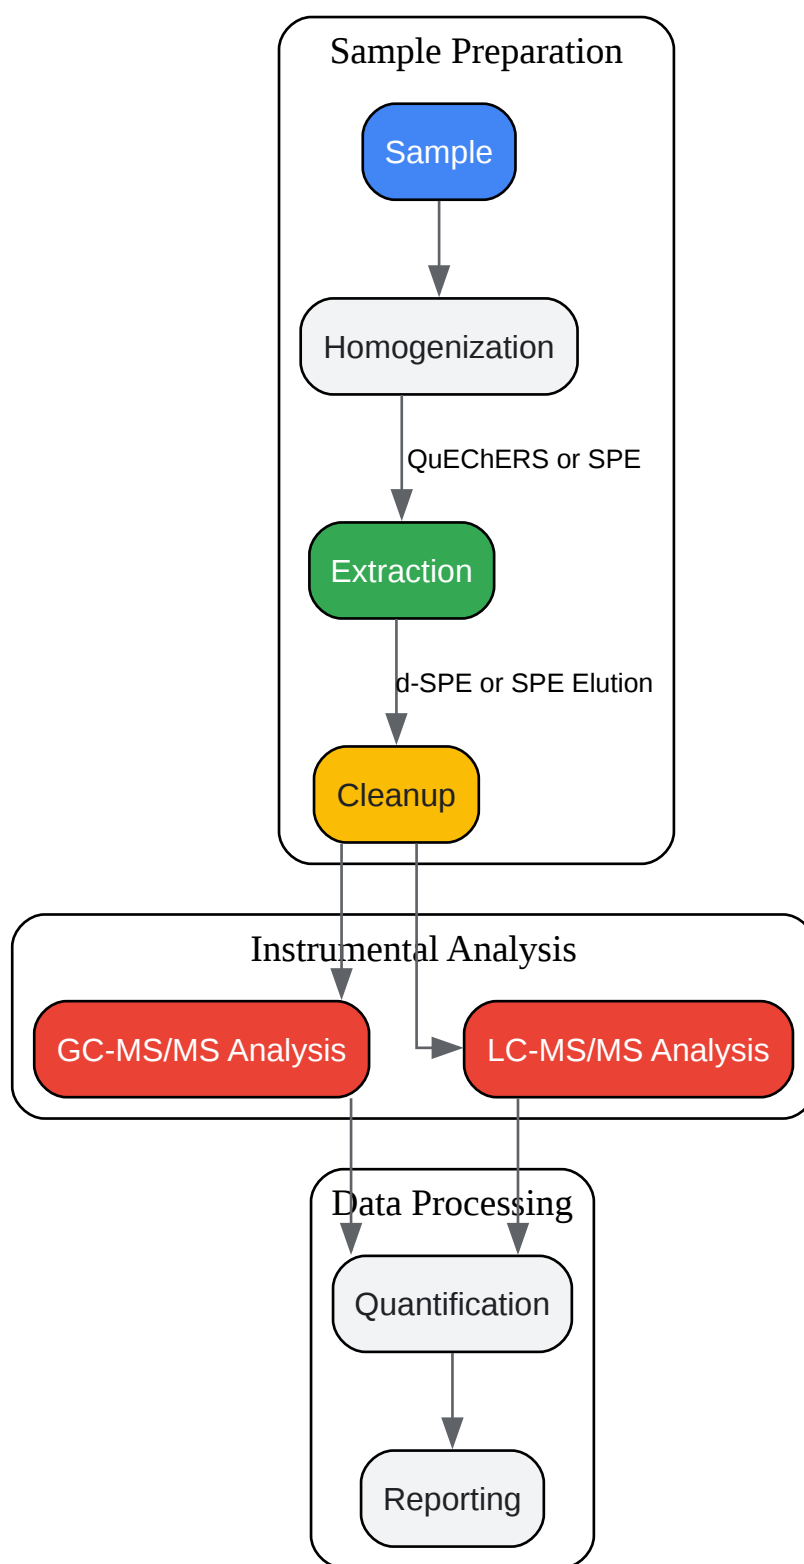 Sample Preparation
Sample
Homogenization
QuEChERS or SPE
Extraction
d-SPE or SPE Elution
Cleanup
Instrumental Analysis
GC-MS/MS Analysis
LC-MS/MS Analysis
Data Processing
Quantification
Reporting